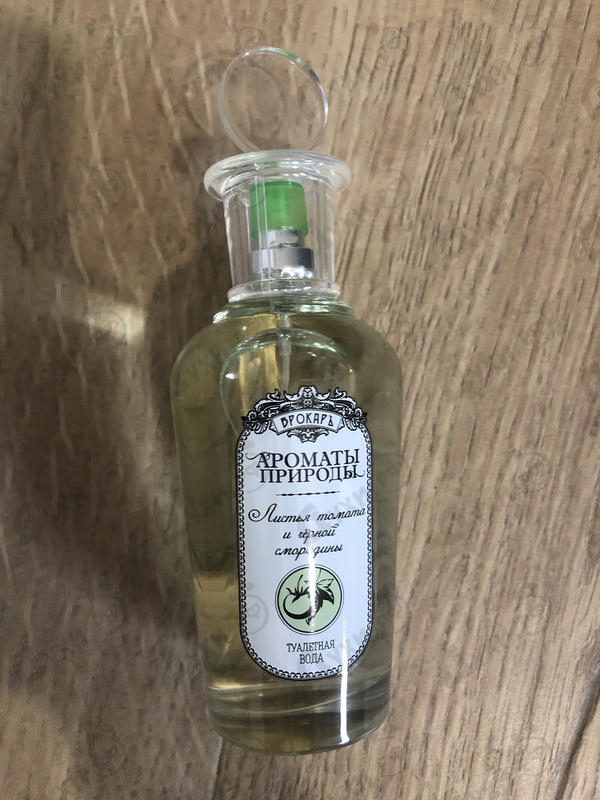 БРОКАРЪ
АРОМАТЫ
ПРИРОДЫ
Листья томата
и чёрной
смородины
ТУАЛЕТНАЯ
ВОДА